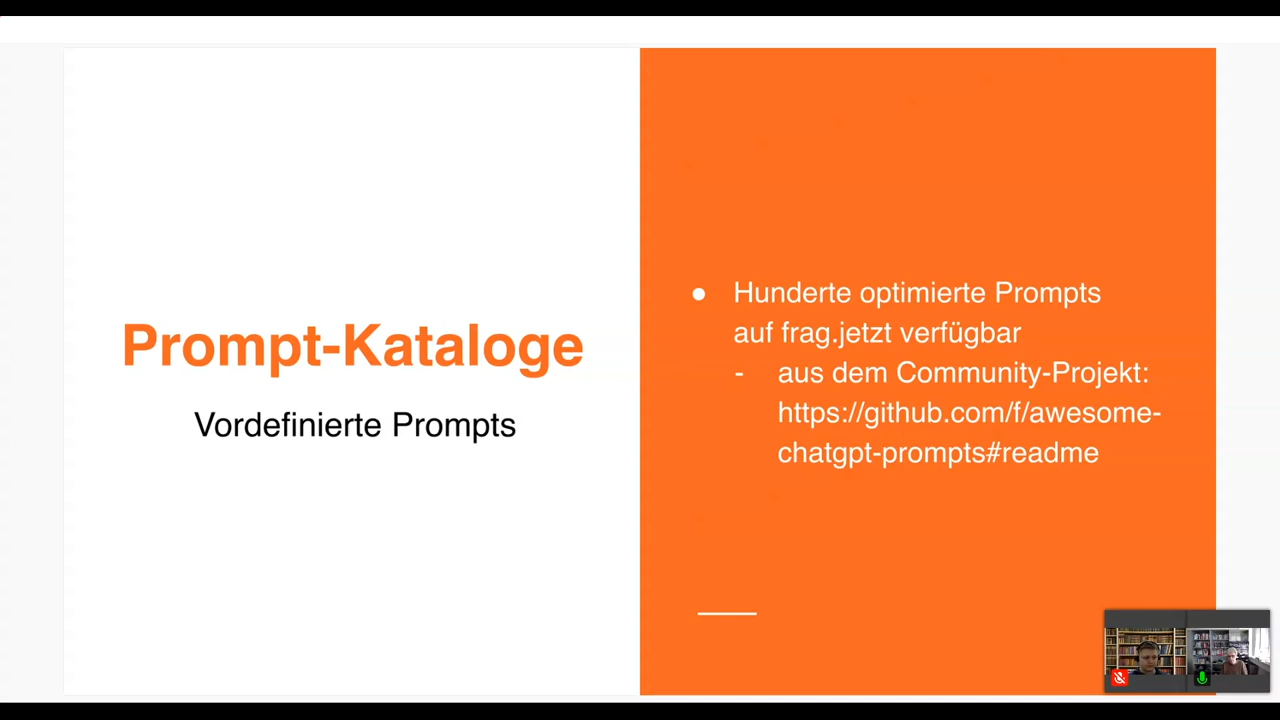 Prompt-Kataloge
Vordefinierte Prompts
● Hunderte optimierte Prompts
auf frag.jetzt verfügbar
- aus dem Community-Projekt:
https://github.com/f/awesome-
chatgpt-prompts#readme